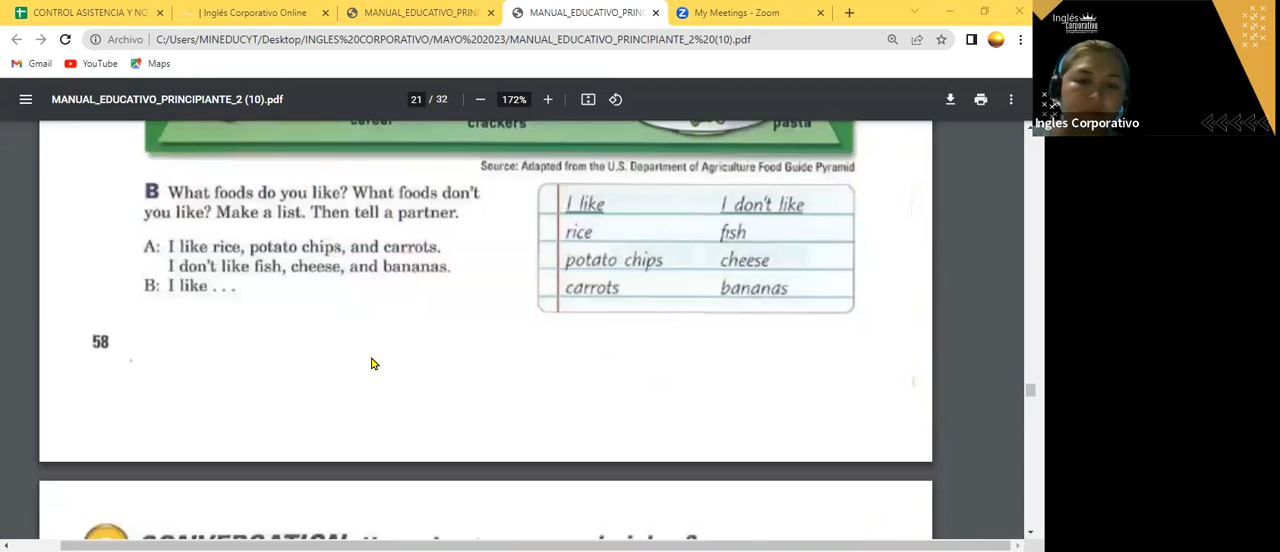 CONTROL ASISTENCIA Y NO
| Inglés Corporativo Online
MANUAL_EDUCATIVO_PRIN
MANUAL_EDUCATIVO_PRIN
My Meetings - Zoom
Archivo
C:/Users/MINEDUCYT/Desktop/INGLES%20CORPORATIVO/MAYO%202023/MANUAL_EDUCATIVO_PRINCIPIANTE_2%20(10).pdf
Gmail
YouTube
Maps
MANUAL_EDUCATIVO_PRINCIPIANTE_2 (10).pdf
21 / 32
172%
cereal
crackers
pasta
Source: Adapted from the U.S. Department of Agriculture Food Guide Pyramid
B What foods do you like? What foods don't
you like? Make a list. Then tell a partner.
A: I like rice, potato chips, and carrots.
I don't like fish, cheese, and bananas.
B: I like . . .
I like I don't like
rice fish
potato chips cheese
carrots bananas
58
CONVERSATION
Inglés
Corporativo
Ingles Corporativo